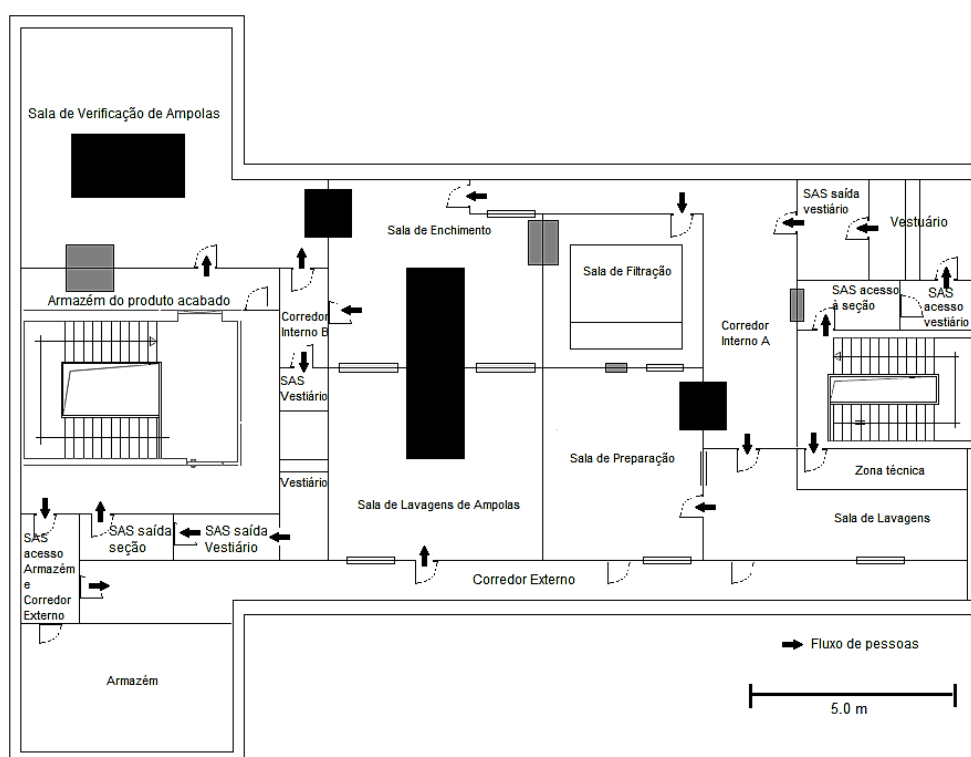 Sala de Verificação de Ampolas
SAS saída
vestiário
Vestuário
Sala de Enchimento
Sala de Filtração
Armazém do produto acabado
SAS acesso
à seção
SAS
acesso
vestiário
Corredor
Interno B
Corredor
Interno A
SAS
Vestiário
Sala de Preparação
Zona técnica
Vestiário
Sala de Lavagens de Ampolas
Sala de Lavagens
SAS
acesso
Armazém
e
Corredor
Externo
SAS saída
seção
SAS saída
Vestiário
Corredor Externo
Fluxo de pessoas
Armazém
5.0 m